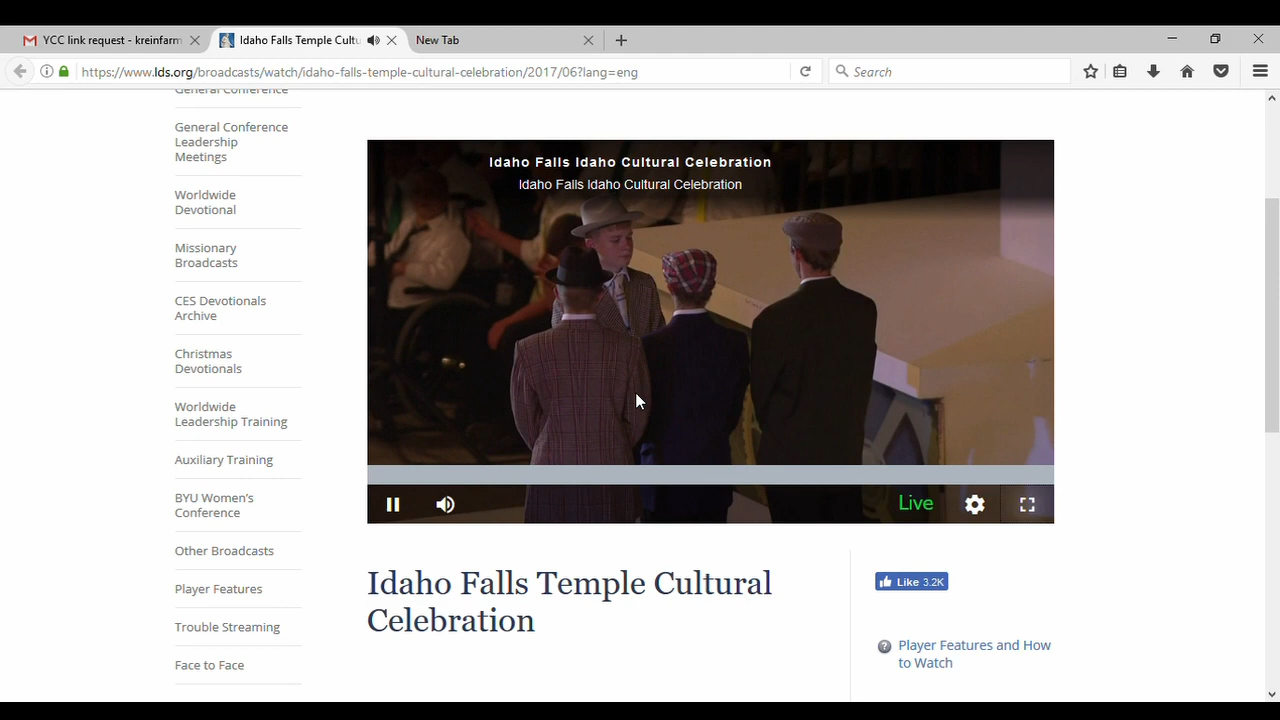 YCC link request - kreinfarm
Idaho Falls Temple Cultu
New Tab
https://www.lds.org/broadcasts/watch/idaho-falls-temple-cultural-celebration/2017/06?lang=eng
Search
General Conference
General Conference
Leadership
Meetings
Worldwide
Devotional
Missionary
Broadcasts
CES Devotionals
Archive
Christmas
Devotionals
Worldwide
Leadership Training
Auxiliary Training
BYU Women's
Conference
Other Broadcasts
Player Features
Trouble Streaming
Face to Face
Idaho Falls Idaho Cultural Celebration
Idaho Falls Idaho Cultural Celebration
Live
Idaho Falls Temple Cultural
Celebration
Like 3.2K
Player Features and How
to Watch